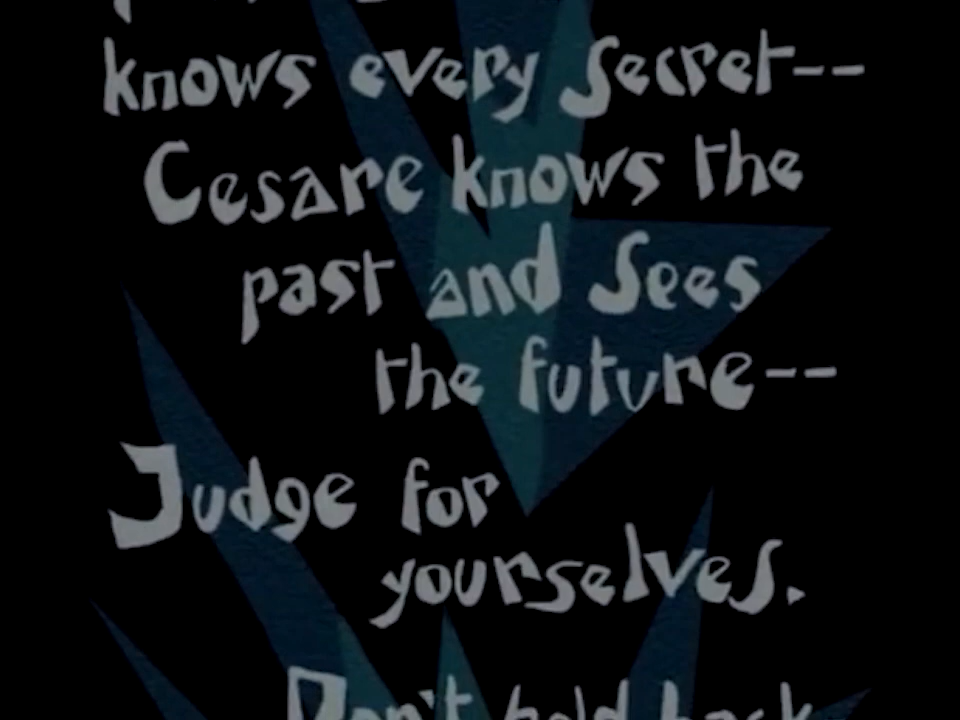 knows every secret--
Cesare knows the
past and sees
the future--
Judge for
yourselves.
Don't hold back